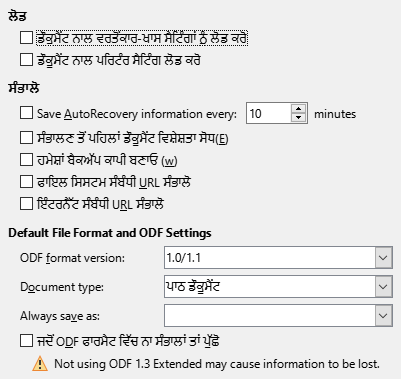 ਲੋਡ
ਡੌਕੂਮੈਂਟ ਨਾਲ ਵਰਤੋਂਕਾਰ-ਖਾਸ ਸੈਟਿੰਗਾਂ ਨੂੰ ਲੋਡ ਕਰੋ
ਡੌਕੂਮੈਂਟ ਨਾਲ ਪਰਿਟੰਰ ਸੈਟਿੰਗ ਲੋਡ ਕਰੋ
ਸੰਭਾਲੋ
Save AutoRecovery information every: 10 minutes
ਸੰਭਾਲਣ ਤੋਂ ਪਹਿਲਾਂ ਡੌਕੂਮੈਂਟ ਵਿਸ਼ੇਸ਼ਤਾ ਸੋਧ(E)
ਹਮੇਸ਼ਾਂ ਬੈਕਅੱਪ ਕਾਪੀ ਬਣਾਓ (w)
ਫਾਇਲ ਸਿਸਟਮ ਸੰਬੰਧੀ URL ਸੰਭਾਲੋ
ਇੰਟਰਨੈੱਟ ਸੰਬੰਧੀ URL ਸੰਭਾਲੋ
Default File Format and ODF Settings
ODF format version: 1.0/1.1
Document type: ਪਾਠ ਡੌਕੂਮੈਂਟ
Always save as:
ਜਦੋਂ ODF ਫਾਰਮੈਟ ਵਿੱਚ ਨਾ ਸੰਭਾਲਾਂ ਤਾਂ ਪੁੱਛੋ
Not using ODF 1.3 Extended may cause information to be lost.